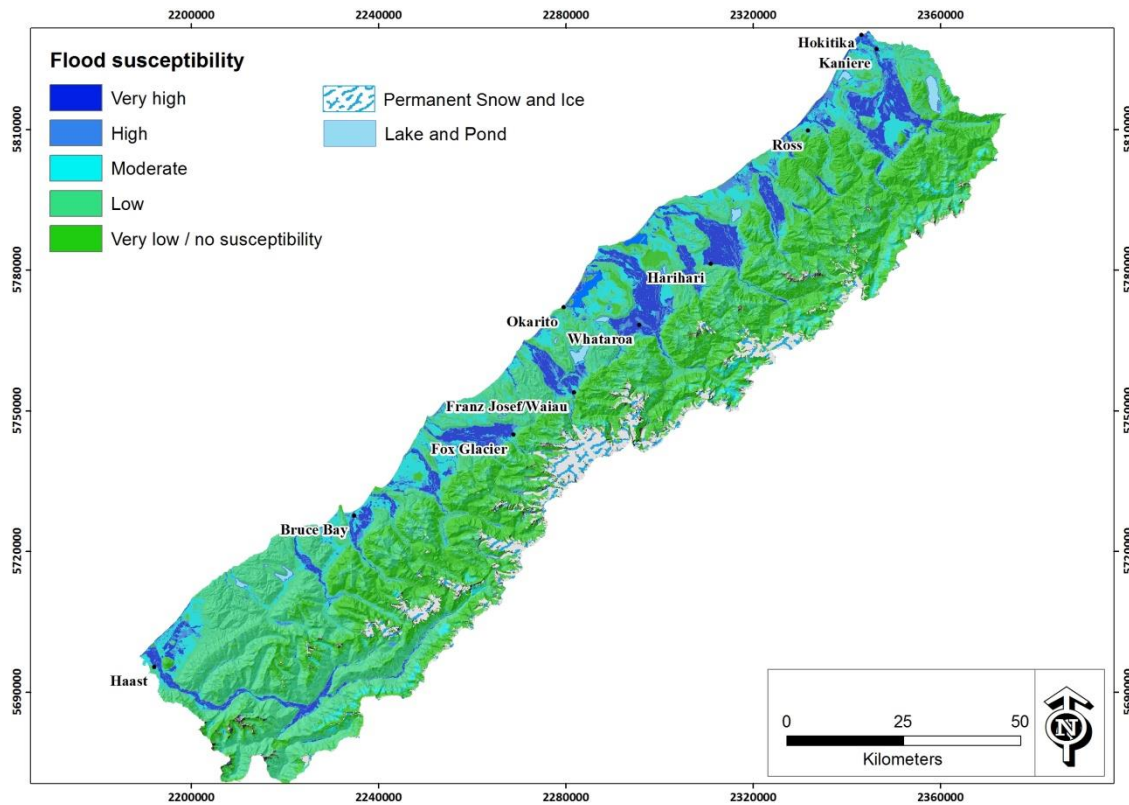 2200000 2240000 2280000 2320000 2360000
Flood susceptibility
Very high
High
Moderate
Low
Very low / no susceptibility
Permanent Snow and Ice
Lake and Pond
Hokitika
Kaniere
Ross
Harihari
Okarito
Whataroa
Franz Josef/Waiau
Fox Glacier
Bruce Bay
Haast
5810000 5810000
5780000 5780000
5750000 5750000
5720000 5720000
5690000 5690000
0 25 50
Kilometers
N
2200000 2240000 2280000 2320000 2360000